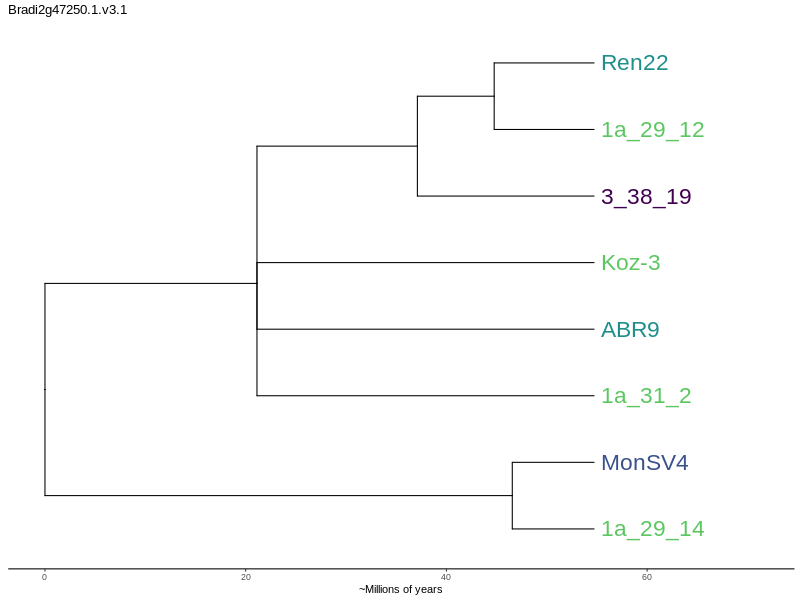 Bradi2g47250.1.v3.1
Ren22
1a_29_12
3_38_19
Koz-3
ABR9
1a_31_2
MonSV4
1a_29_14
0 20 40 60
~Millions of years